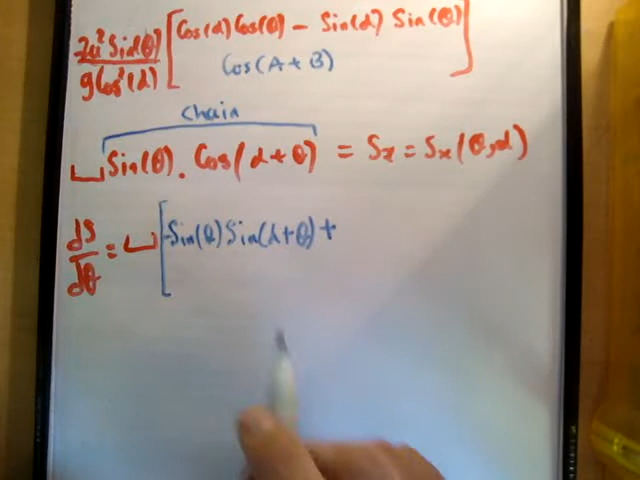 2u² Sin(θ) / g Cos²(α) [Cos(α) Cos(θ) - Sin(α) Sin(θ)]
Cos(A + B)
chain
⌴ Sin(θ) . Cos(α + θ) = Sx = Sx(θ, α)
dS/dθ = ⌴ [-Sin(θ) Sin(α + θ) +